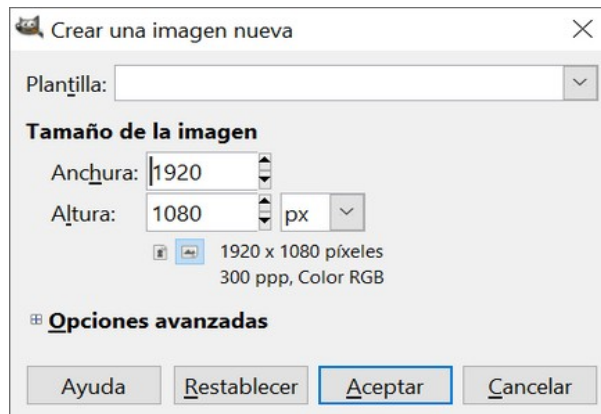 Crear una imagen nueva
Plantilla:
Tamaño de la imagen
Anchura: 1920
Altura: 1080 px
1920 x 1080 píxeles
300 ppp, Color RGB
Opciones avanzadas
Ayuda Restablecer Aceptar Cancelar